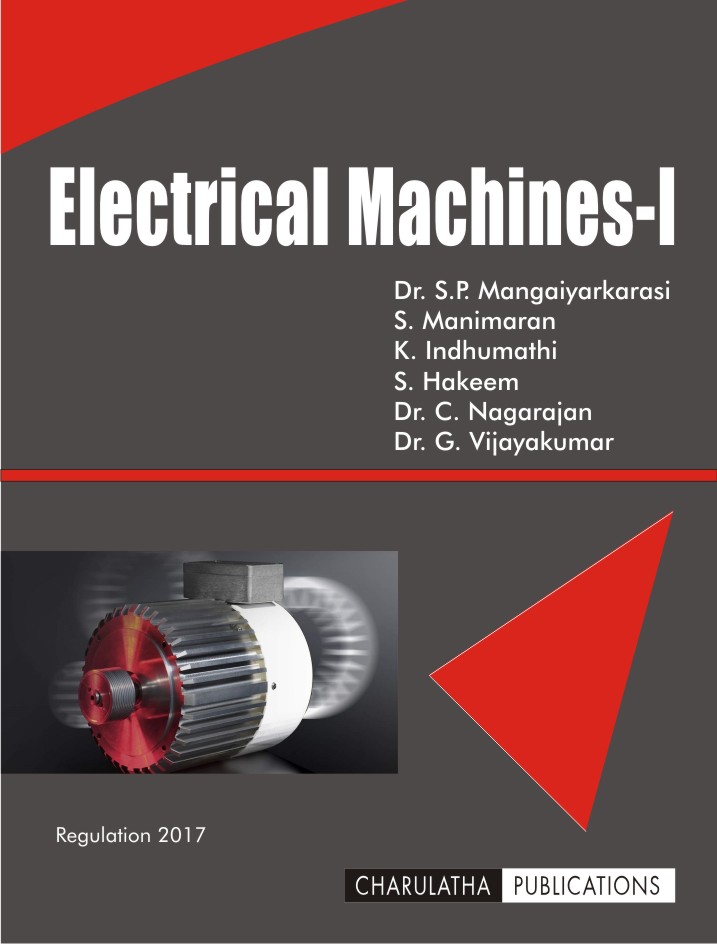 Electrical Machines-I
Dr. S.P. Mangaiyarkarasi
S. Manimaran
K. Indhumathi
S. Hakeem
Dr. C. Nagarajan
Dr. G. Vijayakumar
Regulation 2017
CHARULATHA PUBLICATIONS